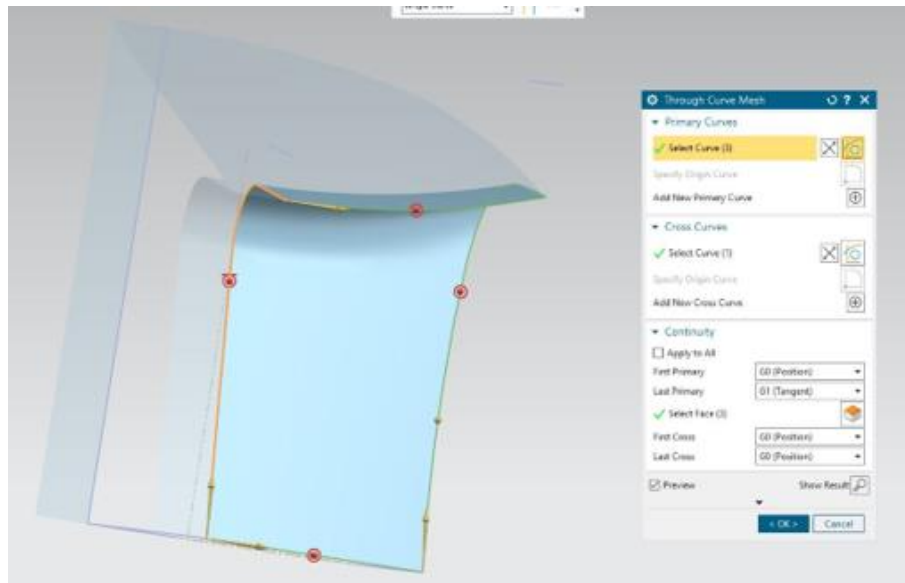 Through Curve Mesh
Primary Curves
Select Curve (3)
Specify Origin Curve
Add New Primary Curve
Cross Curves
Select Curve (1)
Specify Origin Curve
Add New Cross Curve
Continuity
Apply to All
First Primary G0 (Position)
Last Primary G1 (Tangent)
Select Face (3)
First Cross G0 (Position)
Last Cross G0 (Position)
Preview Show Result
< OK > Cancel